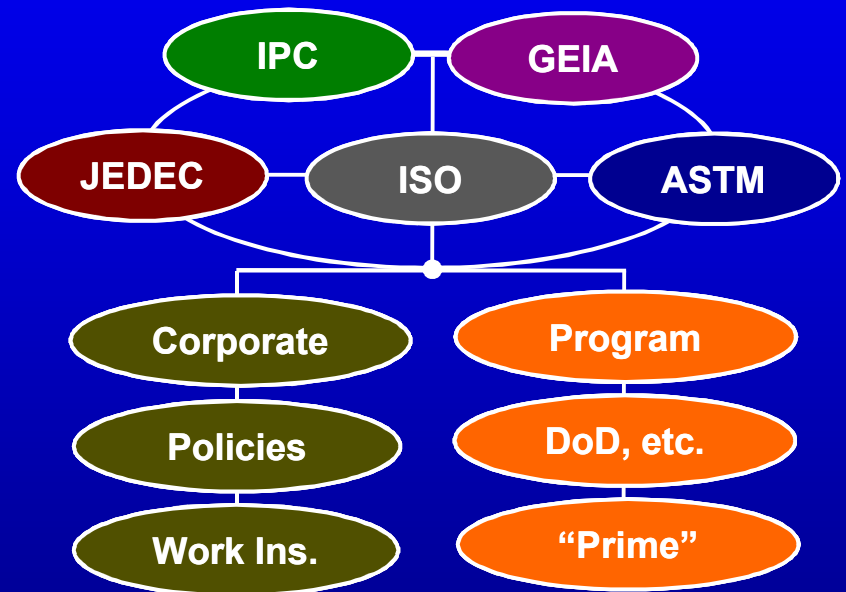 IPC
GEIA
JEDEC
ISO
ASTM
Corporate
Program
Policies
DoD, etc.
Work Ins.
“Prime”